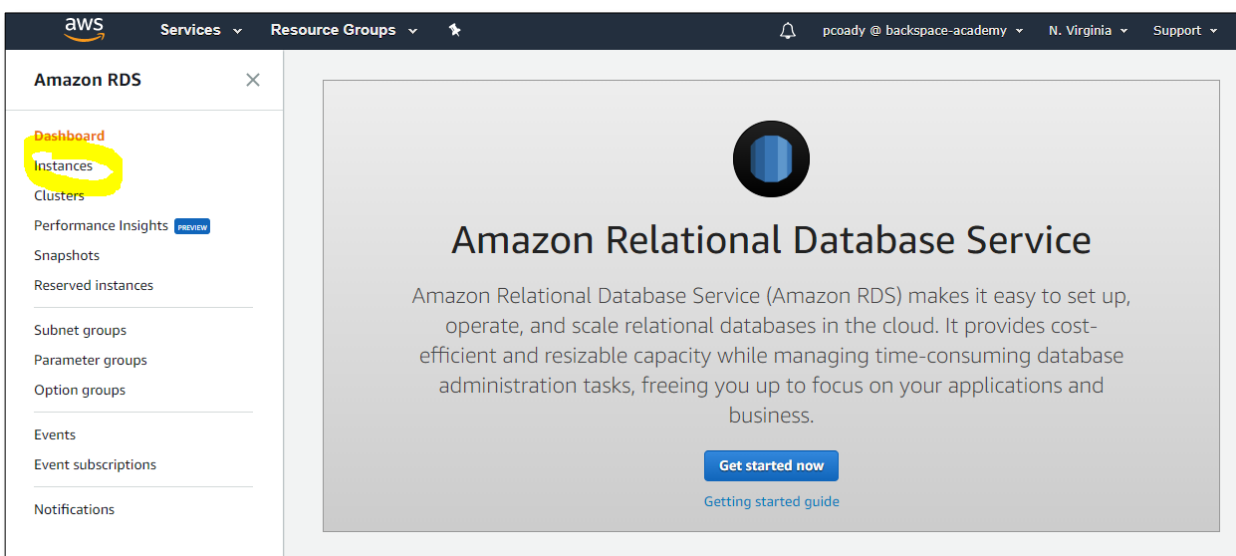 aws Services Resource Groups pcoady @ backspace-academy N. Virginia Support
Amazon RDS
Dashboard
Instances
Clusters
Performance Insights PREVIEW
Snapshots
Reserved instances
Subnet groups
Parameter groups
Option groups
Events
Event subscriptions
Notifications
Amazon Relational Database Service
Amazon Relational Database Service (Amazon RDS) makes it easy to set up,
operate, and scale relational databases in the cloud. It provides cost-
efficient and resizable capacity while managing time-consuming database
administration tasks, freeing you up to focus on your applications and
business.
Get started now
Getting started guide